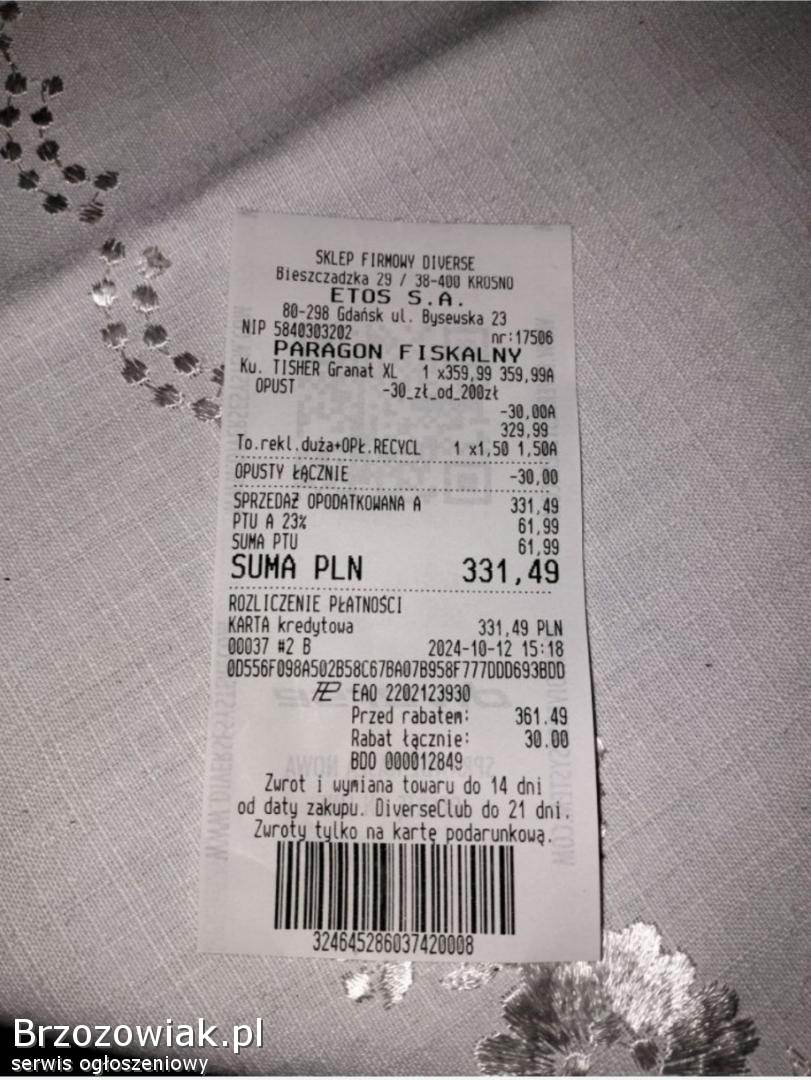 SKLEP FIRMOWY DIVERSE
Bieszczadzka 29 / 38-400 KROSNO
ETOS S.A.
80-298 Gdańsk ul. Bysewska 23
NIP 5840303202 nr:17506
PARAGON FISKALNY
Ku. TISHER Granat XL 1 x359,99 359,99A
OPUST -30_zł_od_200zł
-30,00A
329,99
To.rekl.duża+OPŁ.RECYCL 1 x1,50 1,50A
OPUSTY ŁĄCZNIE -30,00
SPRZEDAŻ OPODATKOWANA A 331,49
PTU A 23% 61,99
SUMA PTU 61,99
SUMA PLN 331,49
ROZLICZENIE PŁATNOŚCI
KARTA kredytowa 331,49 PLN
00037 #2 B 2024-10-12 15:18
0D556F098A502B58C67BA07B958F777DDD693BDD
EAO 2202123930
Przed rabatem: 361.49
Rabat łącznie: 30.00
BDO 000012849
Zwrot i wymiana towaru do 14 dni
od daty zakupu. DiverseClub do 21 dni.
Zwroty tylko na kartę podarunkową.
324645286037420008
Brzozowiak.pl
serwis ogłoszeniowy